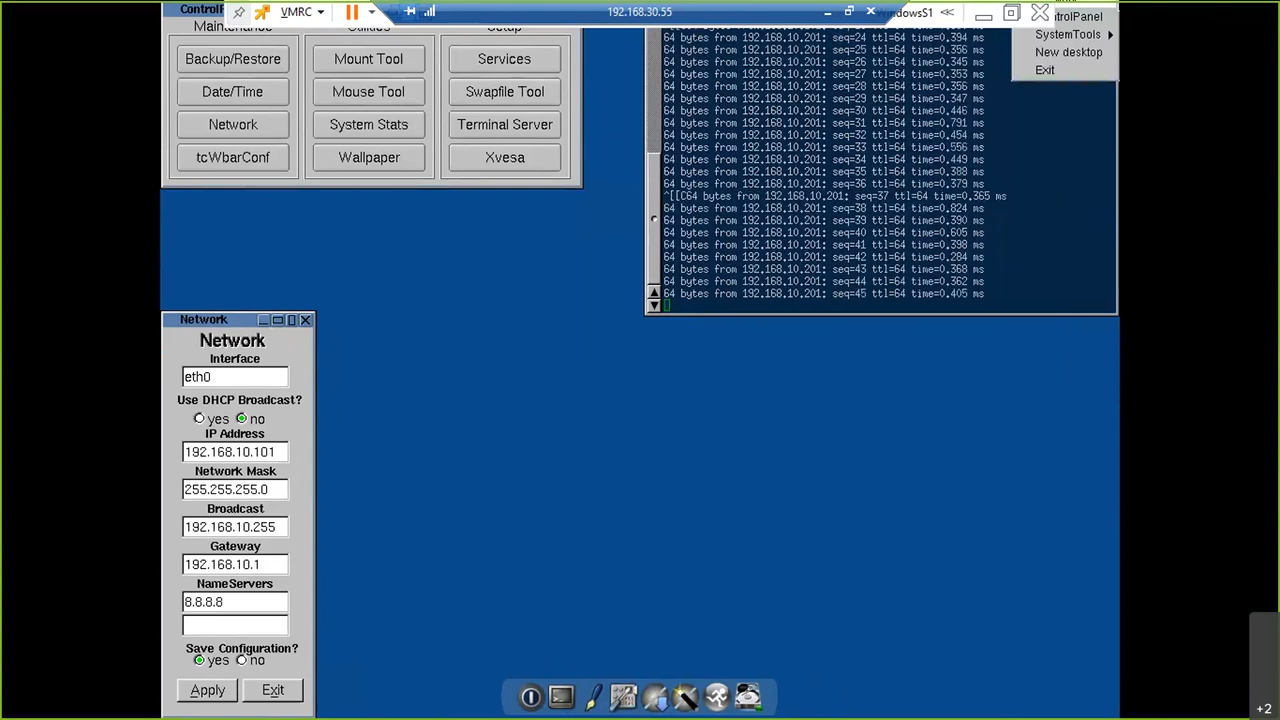 VMRC
192.168.30.55
WindowsS1
ControlPanel
SystemTools
New desktop
Exit
Maintenance
Utilities
Setup
Backup/Restore
Mount Tool
Services
Date/Time
Mouse Tool
Swapfile Tool
Network
System Stats
Terminal Server
tcWbarConf
Wallpaper
Xvesa
64 bytes from 192.168.10.201: seq=24 ttl=64 time=0.394 ms
64 bytes from 192.168.10.201: seq=25 ttl=64 time=0.356 ms
64 bytes from 192.168.10.201: seq=26 ttl=64 time=0.345 ms
64 bytes from 192.168.10.201: seq=27 ttl=64 time=0.353 ms
64 bytes from 192.168.10.201: seq=28 ttl=64 time=0.356 ms
64 bytes from 192.168.10.201: seq=29 ttl=64 time=0.347 ms
64 bytes from 192.168.10.201: seq=30 ttl=64 time=0.446 ms
64 bytes from 192.168.10.201: seq=31 ttl=64 time=0.791 ms
64 bytes from 192.168.10.201: seq=32 ttl=64 time=0.454 ms
64 bytes from 192.168.10.201: seq=33 ttl=64 time=0.556 ms
64 bytes from 192.168.10.201: seq=34 ttl=64 time=0.449 ms
64 bytes from 192.168.10.201: seq=35 ttl=64 time=0.388 ms
64 bytes from 192.168.10.201: seq=36 ttl=64 time=0.379 ms
^[[C64 bytes from 192.168.10.201: seq=37 ttl=64 time=0.365 ms
64 bytes from 192.168.10.201: seq=38 ttl=64 time=0.824 ms
64 bytes from 192.168.10.201: seq=39 ttl=64 time=0.390 ms
64 bytes from 192.168.10.201: seq=40 ttl=64 time=0.605 ms
64 bytes from 192.168.10.201: seq=41 ttl=64 time=0.398 ms
64 bytes from 192.168.10.201: seq=42 ttl=64 time=0.284 ms
64 bytes from 192.168.10.201: seq=43 ttl=64 time=0.368 ms
64 bytes from 192.168.10.201: seq=44 ttl=64 time=0.362 ms
64 bytes from 192.168.10.201: seq=45 ttl=64 time=0.405 ms
Network
Network
Interface
eth0
Use DHCP Broadcast?
yes no
IP Address
192.168.10.101
Network Mask
255.255.255.0
Broadcast
192.168.10.255
Gateway
192.168.10.1
NameServers
8.8.8.8
Save Configuration?
yes no
Apply
Exit
+2